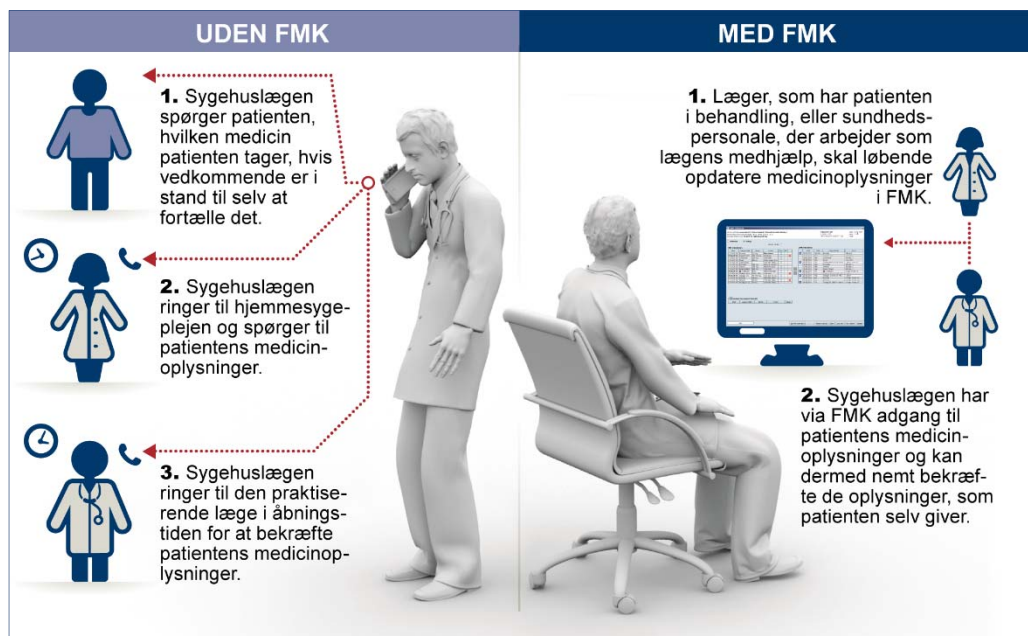 UDEN FMK
1. Sygehuslægen
spørger patienten,
hvilken medicin
patienten tager, hvis
vedkommende er i
stand til selv at
fortælle det.
2. Sygehuslægen
ringer til hjemmesyge-
plejen og spørger til
patientens medicin-
oplysninger.
3. Sygehuslægen
ringer til den praktise-
rende læge i åbnings-
tiden for at bekræfte
patientens medicinop-
lysninger.
MED FMK
1. Læger, som har patienten
i behandling, eller sundheds-
personale, der arbejder som
lægens medhjælp, skal løbende
opdatere medicinoplysninger
i FMK.
2. Sygehuslægen har
via FMK adgang til
patientens medicin-
oplysninger og kan
dermed nemt bekræf-
te de oplysninger, som
patienten selv giver.